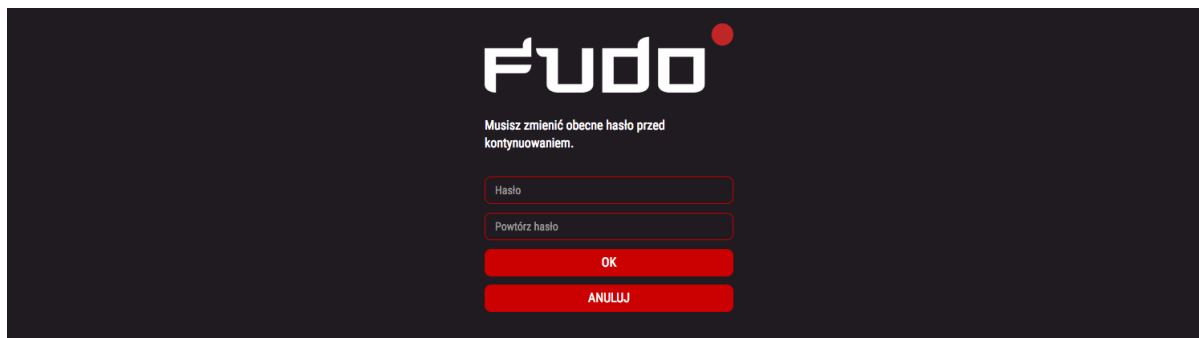 Fudo
Musisz zmienić obecne hasło przed
kontynuowaniem.
Hasło
Powtórz hasło
OK
ANULUJ